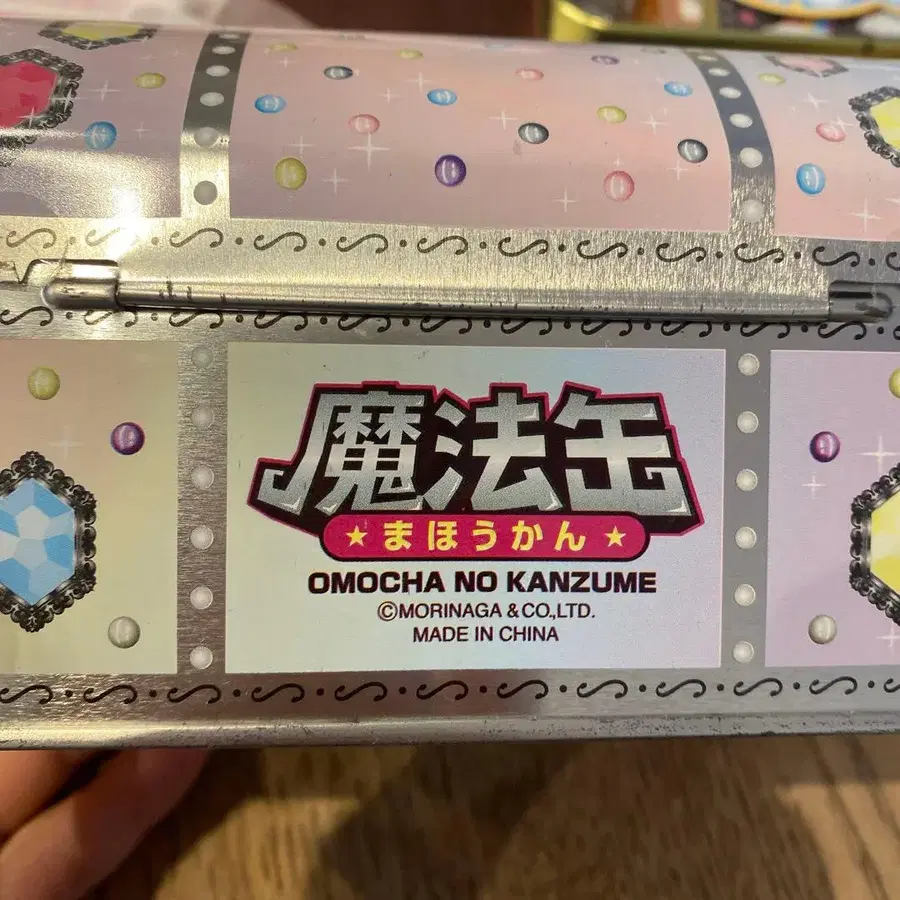 魔法缶
★まほうかん★
OMOCHA NO KANZUME
©MORINAGA & CO.,LTD.
MADE IN CHINA